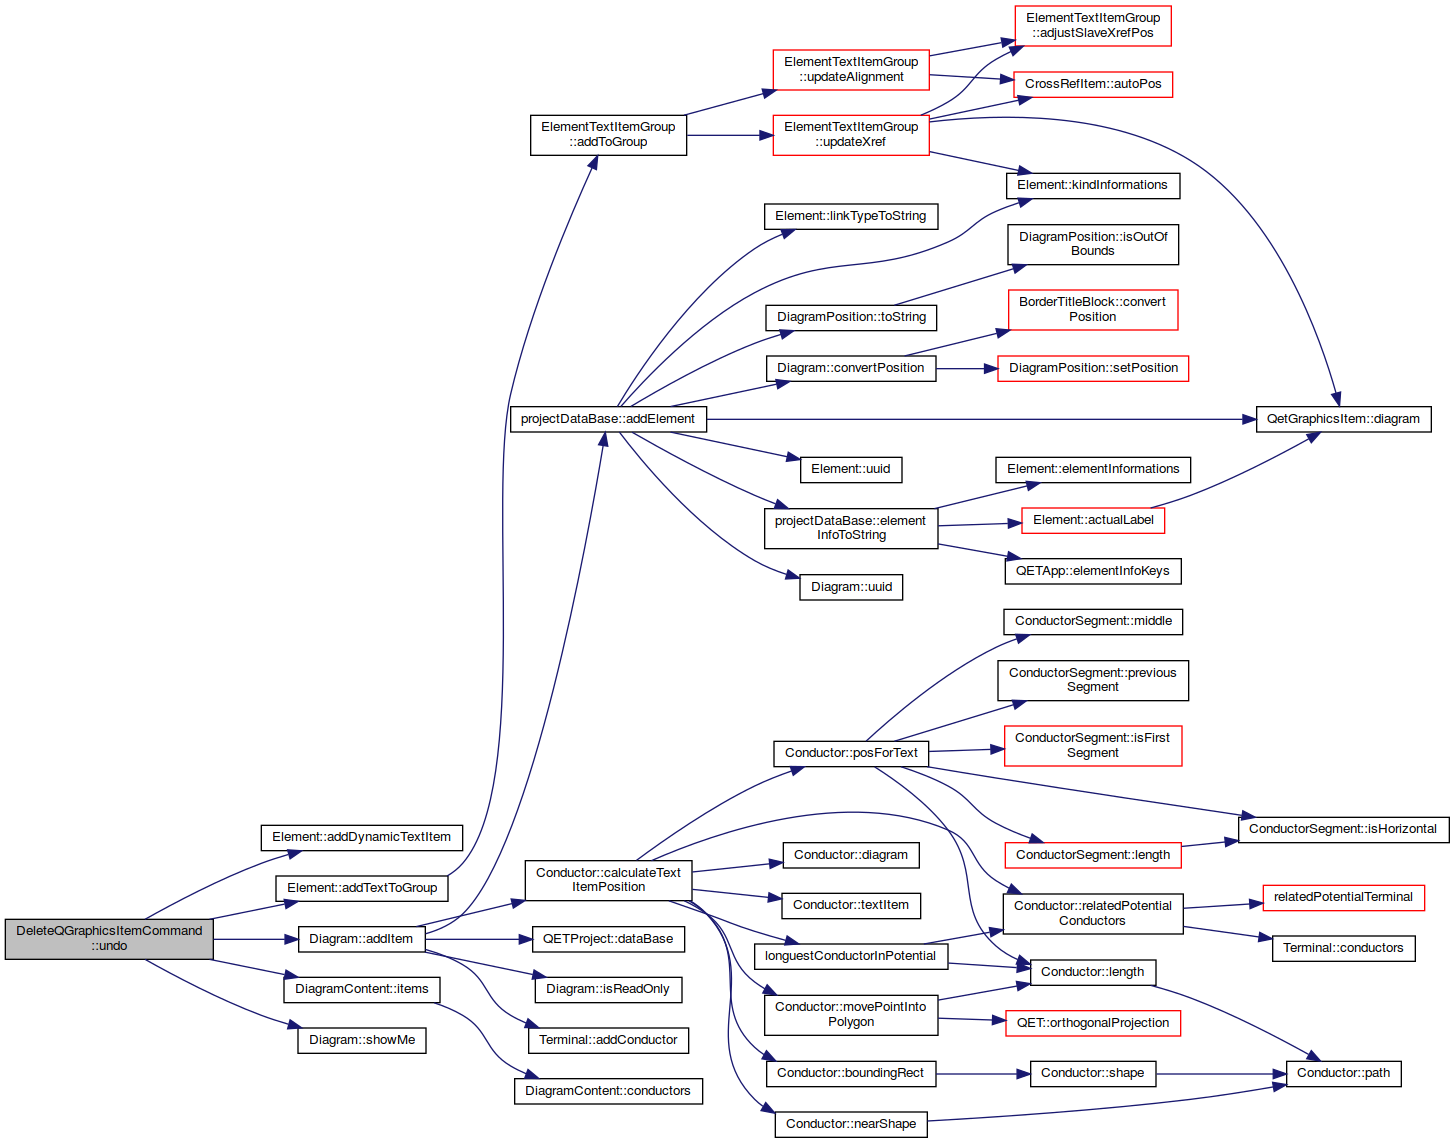 ElementTextItemGroup
::adjustSlaveXrefPos
ElementTextItemGroup
::updateAlignment
CrossRefItem::autoPos
ElementTextItemGroup
::addToGroup
ElementTextItemGroup
::updateXref
Element::kindInformations
Element::linkTypeToString
DiagramPosition::isOutOf
Bounds
DiagramPosition::toString
BorderTitleBlock::convert
Position
Diagram::convertPosition
DiagramPosition::setPosition
projectDataBase::addElement
QetGraphicsItem::diagram
Element::uuid
Element::elementInformations
projectDataBase::element
InfoToString
Element::actualLabel
QETApp::elementInfoKeys
Diagram::uuid
ConductorSegment::middle
ConductorSegment::previous
Segment
Conductor::posForText
ConductorSegment::isFirst
Segment
ConductorSegment::isHorizontal
Element::addDynamicTextItem
Conductor::diagram
ConductorSegment::length
Element::addTextToGroup
Conductor::calculateText
ItemPosition
Conductor::textItem
Conductor::relatedPotential
Conductors
relatedPotentialTerminal
DeleteQGraphicsItemCommand
::undo
Diagram::addItem
QETProject::dataBase
longuestConductorInPotential
Terminal::conductors
DiagramContent::items
Diagram::isReadOnly
Conductor::length
Conductor::movePointInto
Polygon
QET::orthogonalProjection
Diagram::showMe
Terminal::addConductor
Conductor::boundingRect
Conductor::shape
Conductor::path
DiagramContent::conductors
Conductor::nearShape